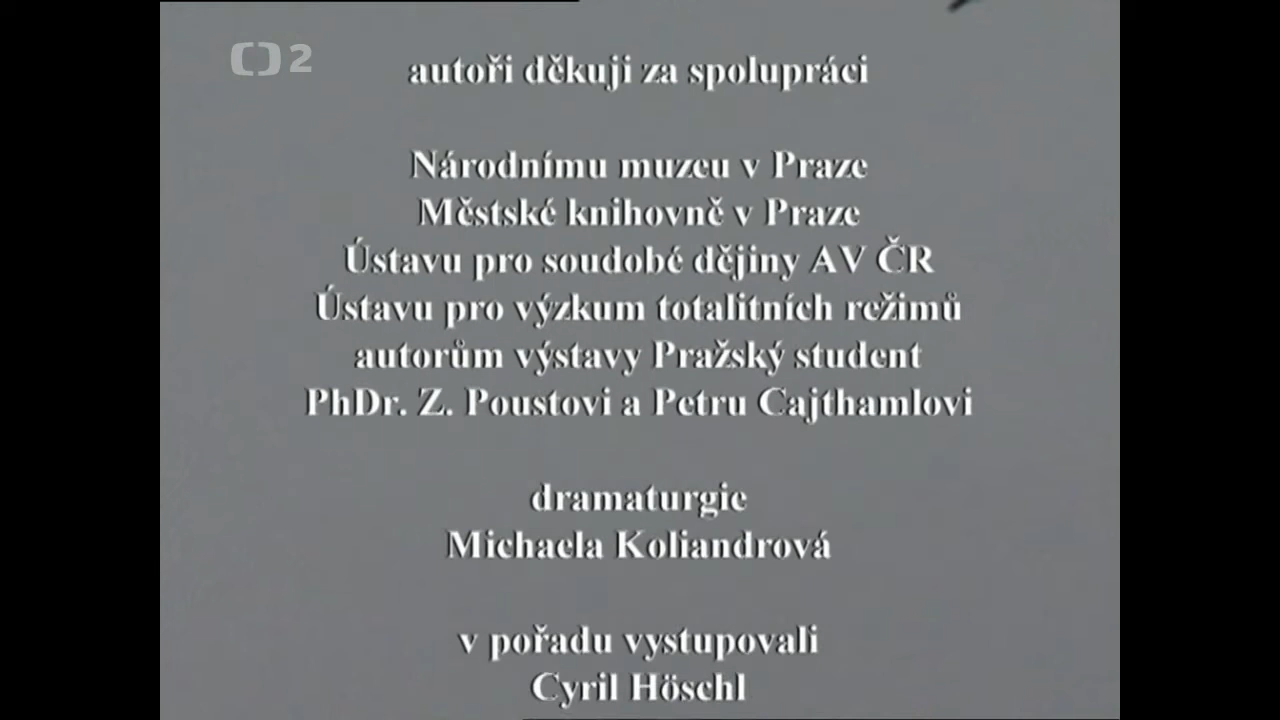 2
autoři děkuji za spolupráci
Národnímu muzeu v Praze
Městské knihovně v Praze
Ústavu pro soudobé dějiny AV ČR
Ústavu pro výzkum totalitních režimů
autorům výstavy Pražský student
PhDr. Z. Poustovi a Petru Cajthamlovi
dramaturgie
Michaela Koliandrová
v pořadu vystupovali
Cyril Höschl